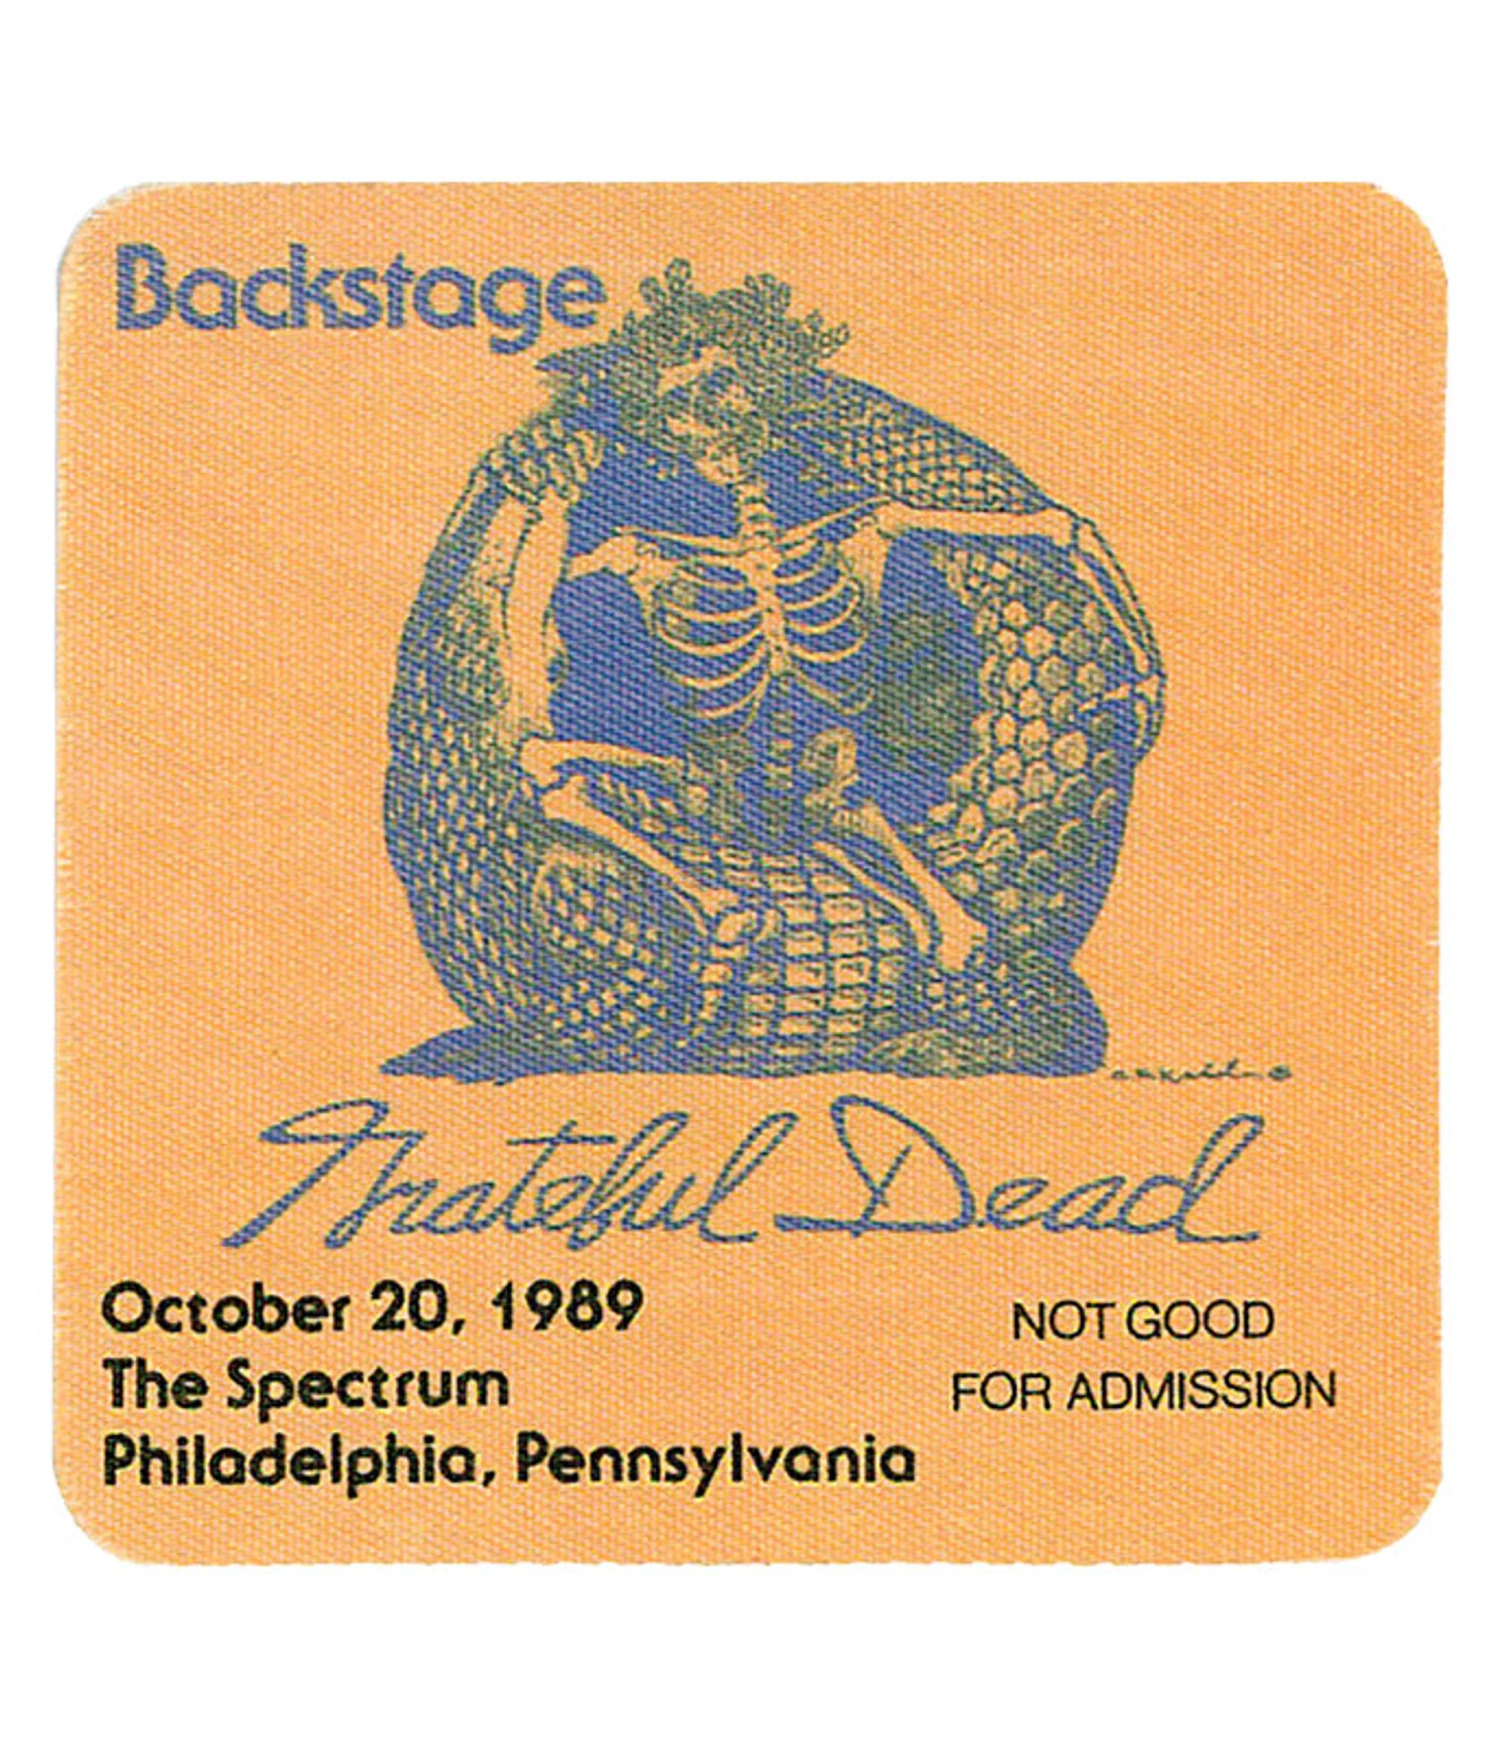 Backstage
Grateful Dead
October 20, 1989
The Spectrum
Philadelphia, Pennsylvania
NOT GOOD
FOR ADMISSION